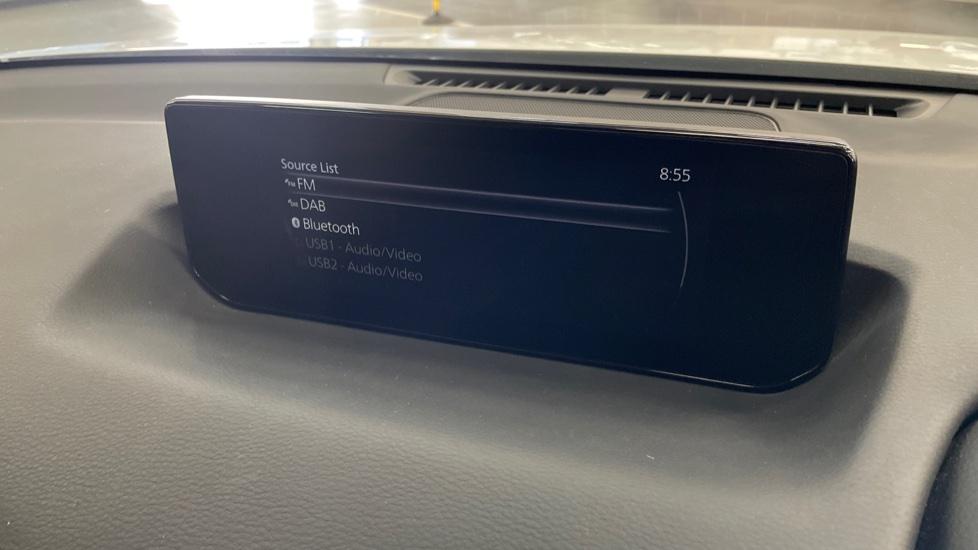 Source List
8:55
FM
DAB
Bluetooth
USB1 - Audio/Video
USB2 - Audio/Video